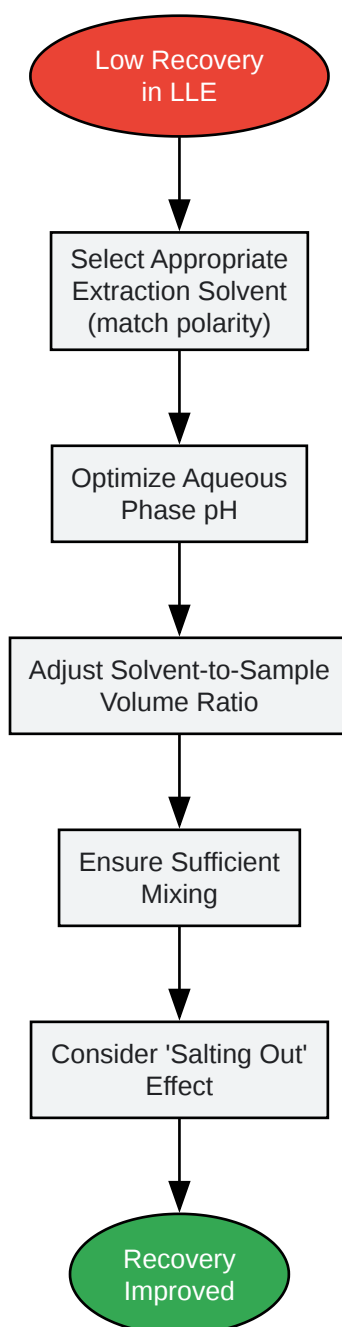 Low Recovery
in LLE
Select Appropriate
Extraction Solvent
(match polarity)
Optimize Aqueous
Phase pH
Adjust Solvent-to-Sample
Volume Ratio
Ensure Sufficient
Mixing
Consider 'Salting Out'
Effect
Recovery
Improved